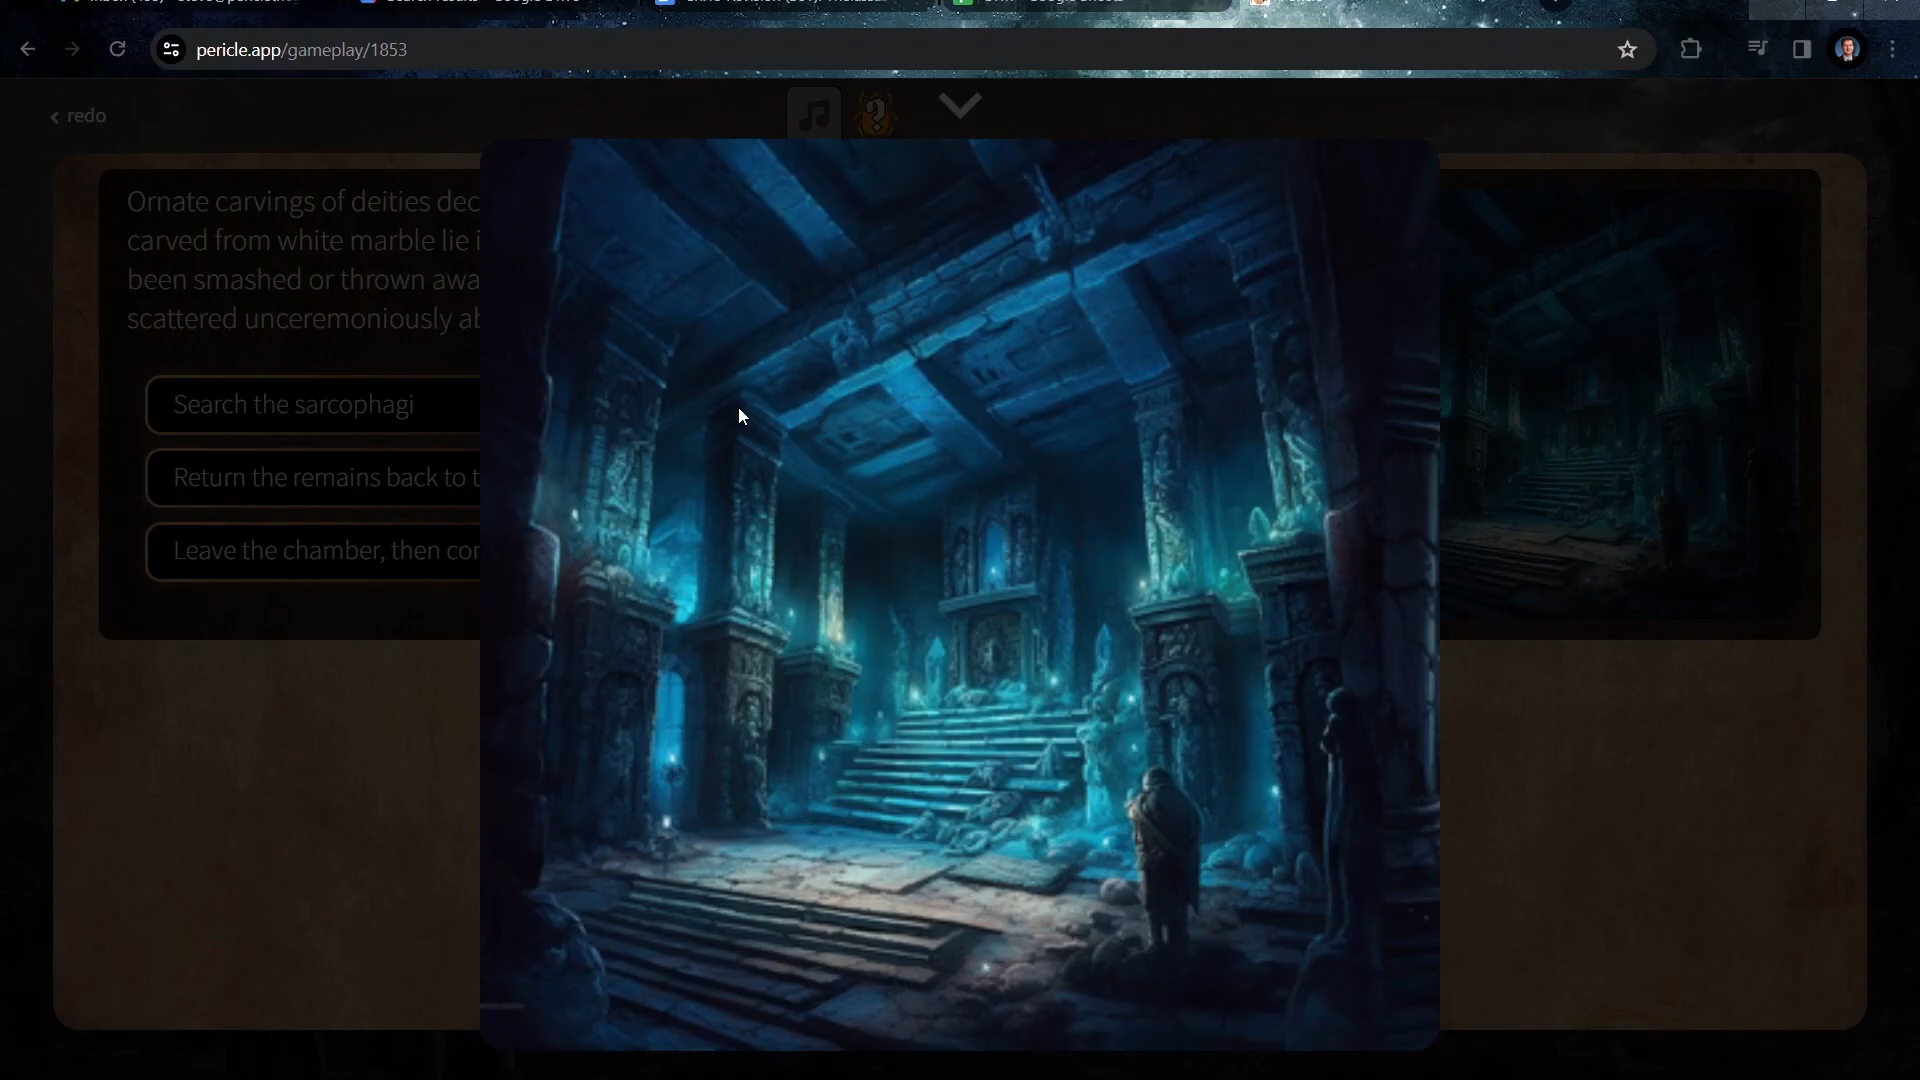 pericle.app/gameplay/1853
redo
Ornate carvings of deities dec
carved from white marble lie i
been smashed or thrown awa
scattered unceremoniously ab
Search the sarcophagi
Return the remains back to t
Leave the chamber, then con